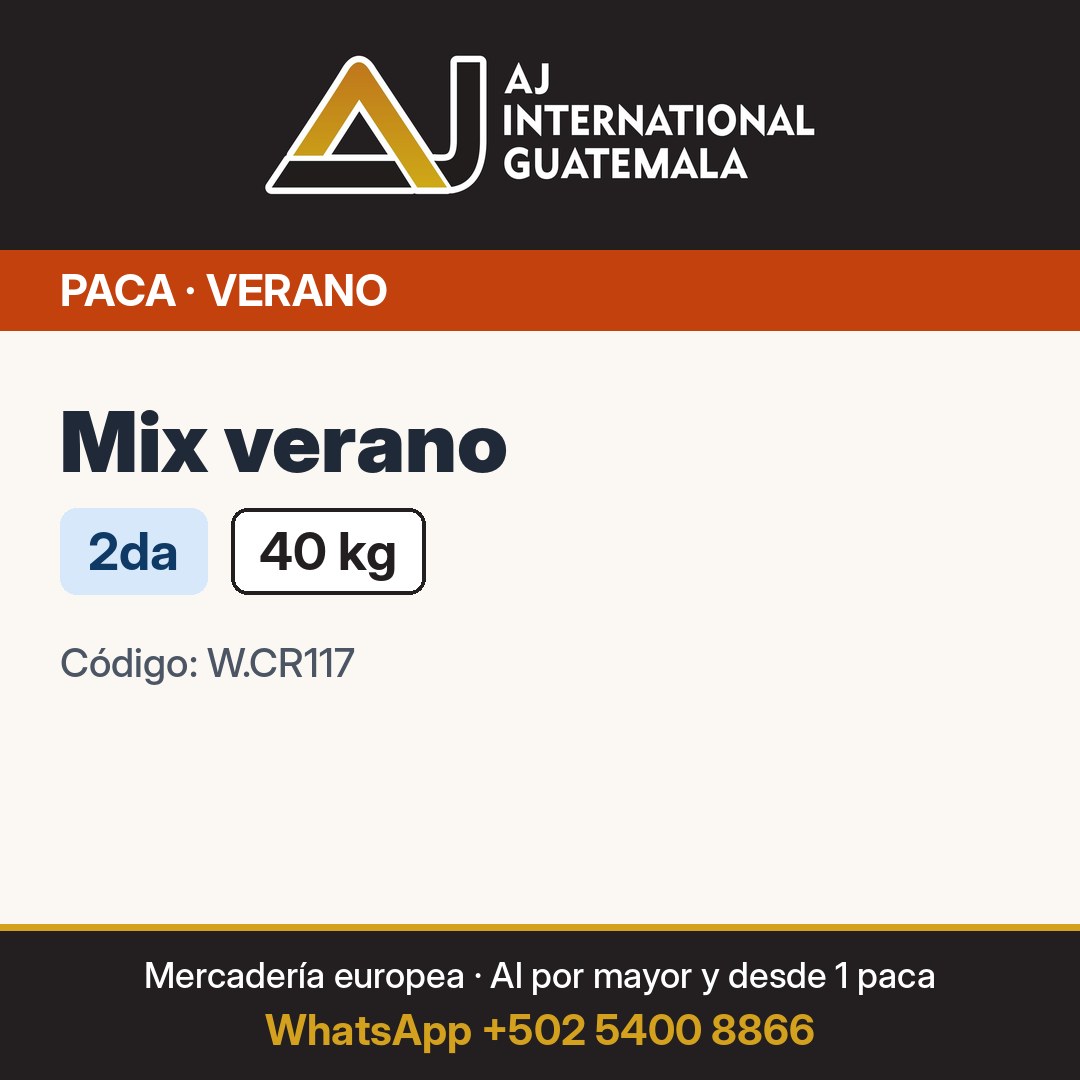 AJ
AJ
INTERNATIONAL
GUATEMALA
PACA · VERANO
Mix verano
2da
40 kg
Código: W.CR117
Mercadería europea · Al por mayor y desde 1 paca
WhatsApp +502 5400 8866